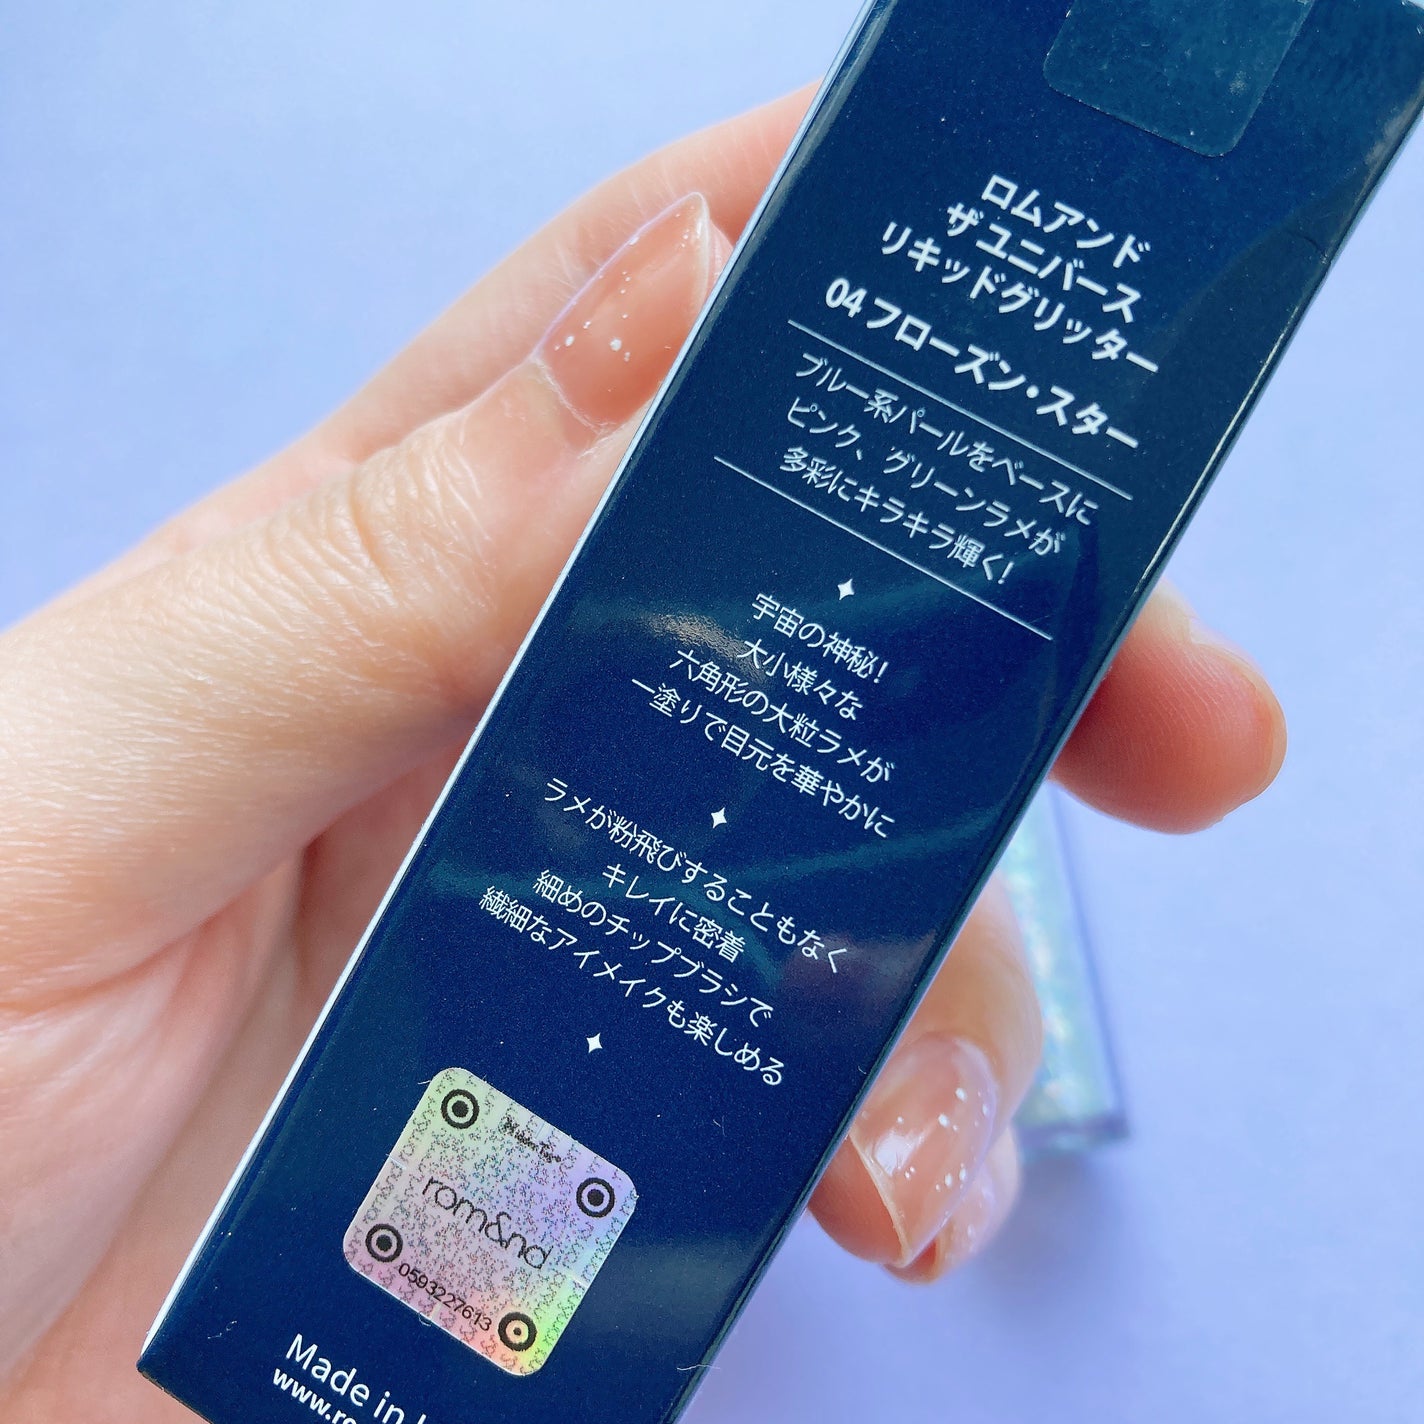 ロムアンド
ザユニバース
リキッドグリッター
04 フローズン・スター
ブルー系パールをベースに
ピンク、グリーンラメが
多彩にキラキラ輝く!
宇宙の神秘!
大小様々な
六角形の大粒ラメが
一塗りで目元を華やかに
ラメが粉飛びすることもなく
キレイに密着
細めのチップブラシで
繊細なアイメイクも楽しめる
rom&nd
0593227613
Made in